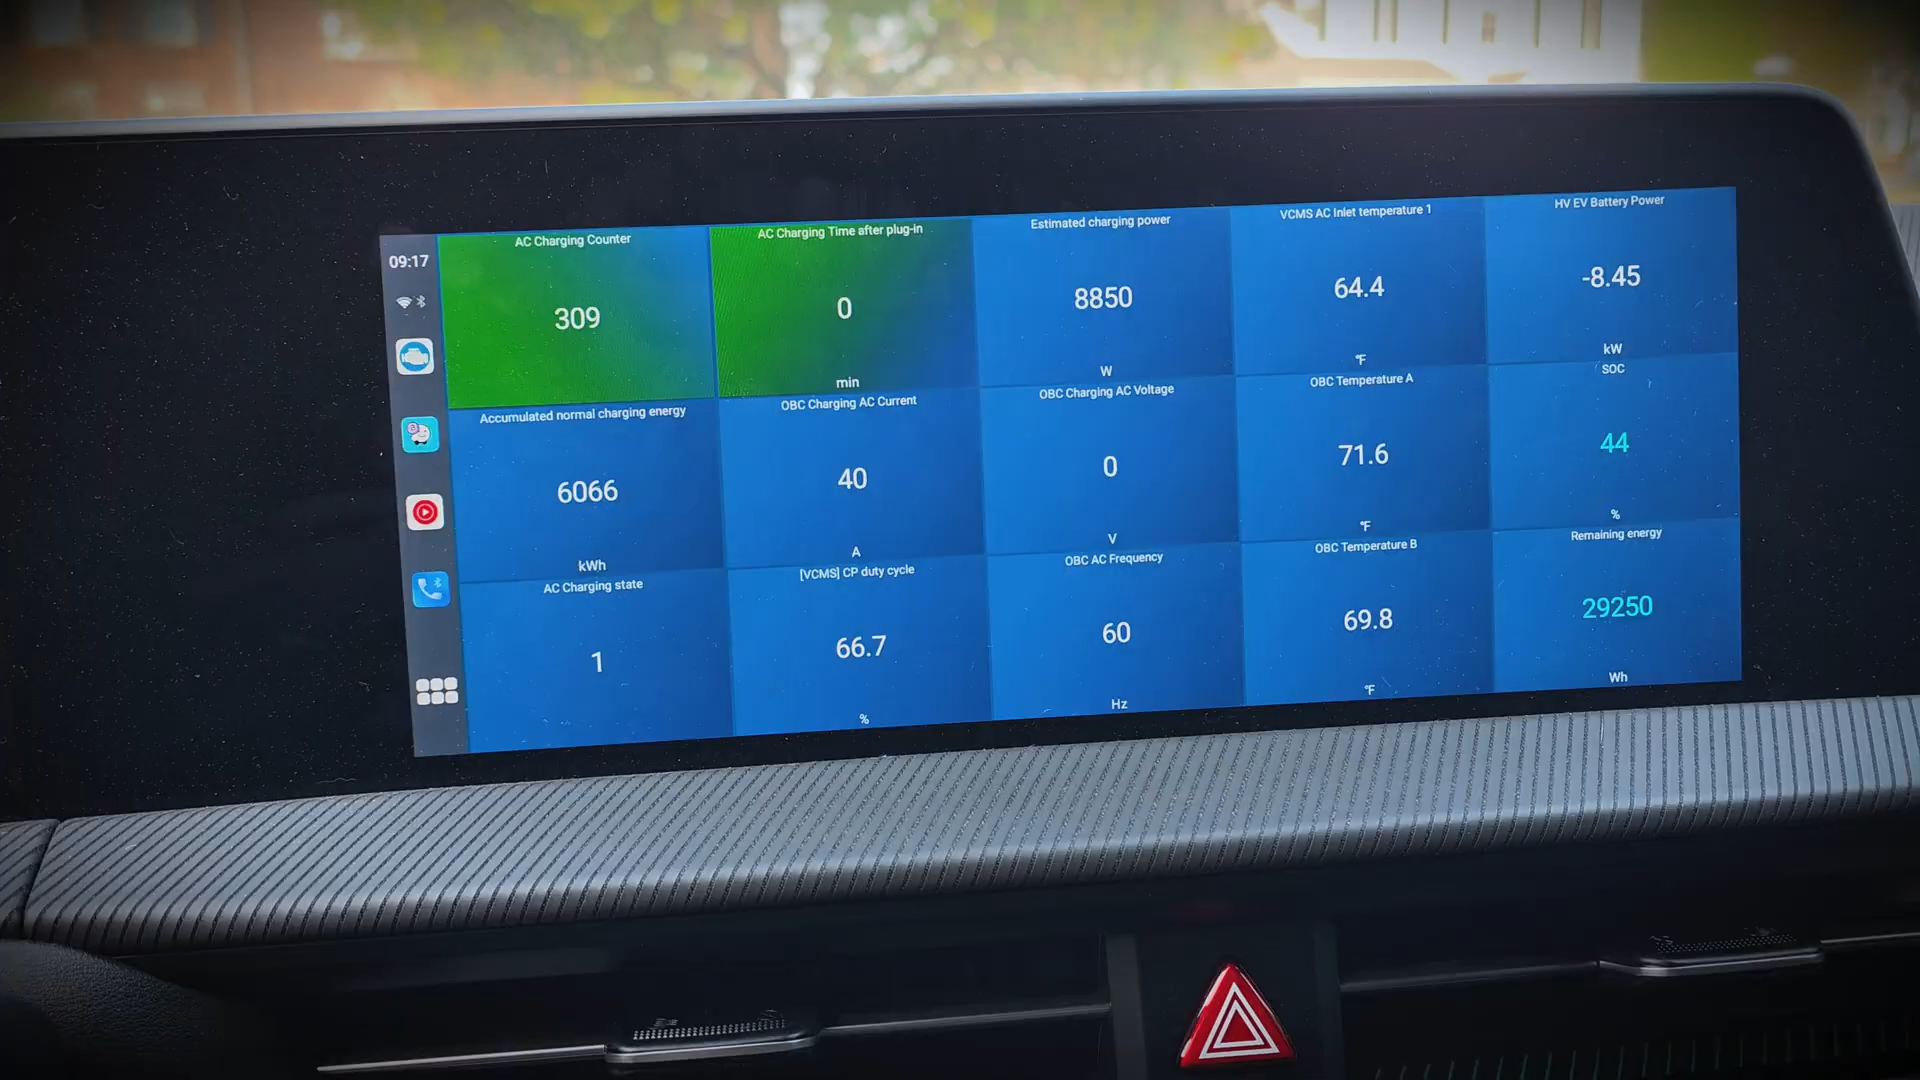 09:17
AC Charging Counter
309
AC Charging Time after plug-in
0
min
Estimated charging power
8850
W
VCMS AC Inlet temperature 1
64.4
°F
HV EV Battery Power
-8.45
kW
Accumulated normal charging energy
6066
kWh
OBC Charging AC Current
40
A
OBC Charging AC Voltage
0
V
OBC Temperature A
71.6
°F
SOC
44
%
AC Charging state
1
[VCMS] CP duty cycle
66.7
%
OBC AC Frequency
60
Hz
OBC Temperature B
69.8
°F
Remaining energy
29250
Wh